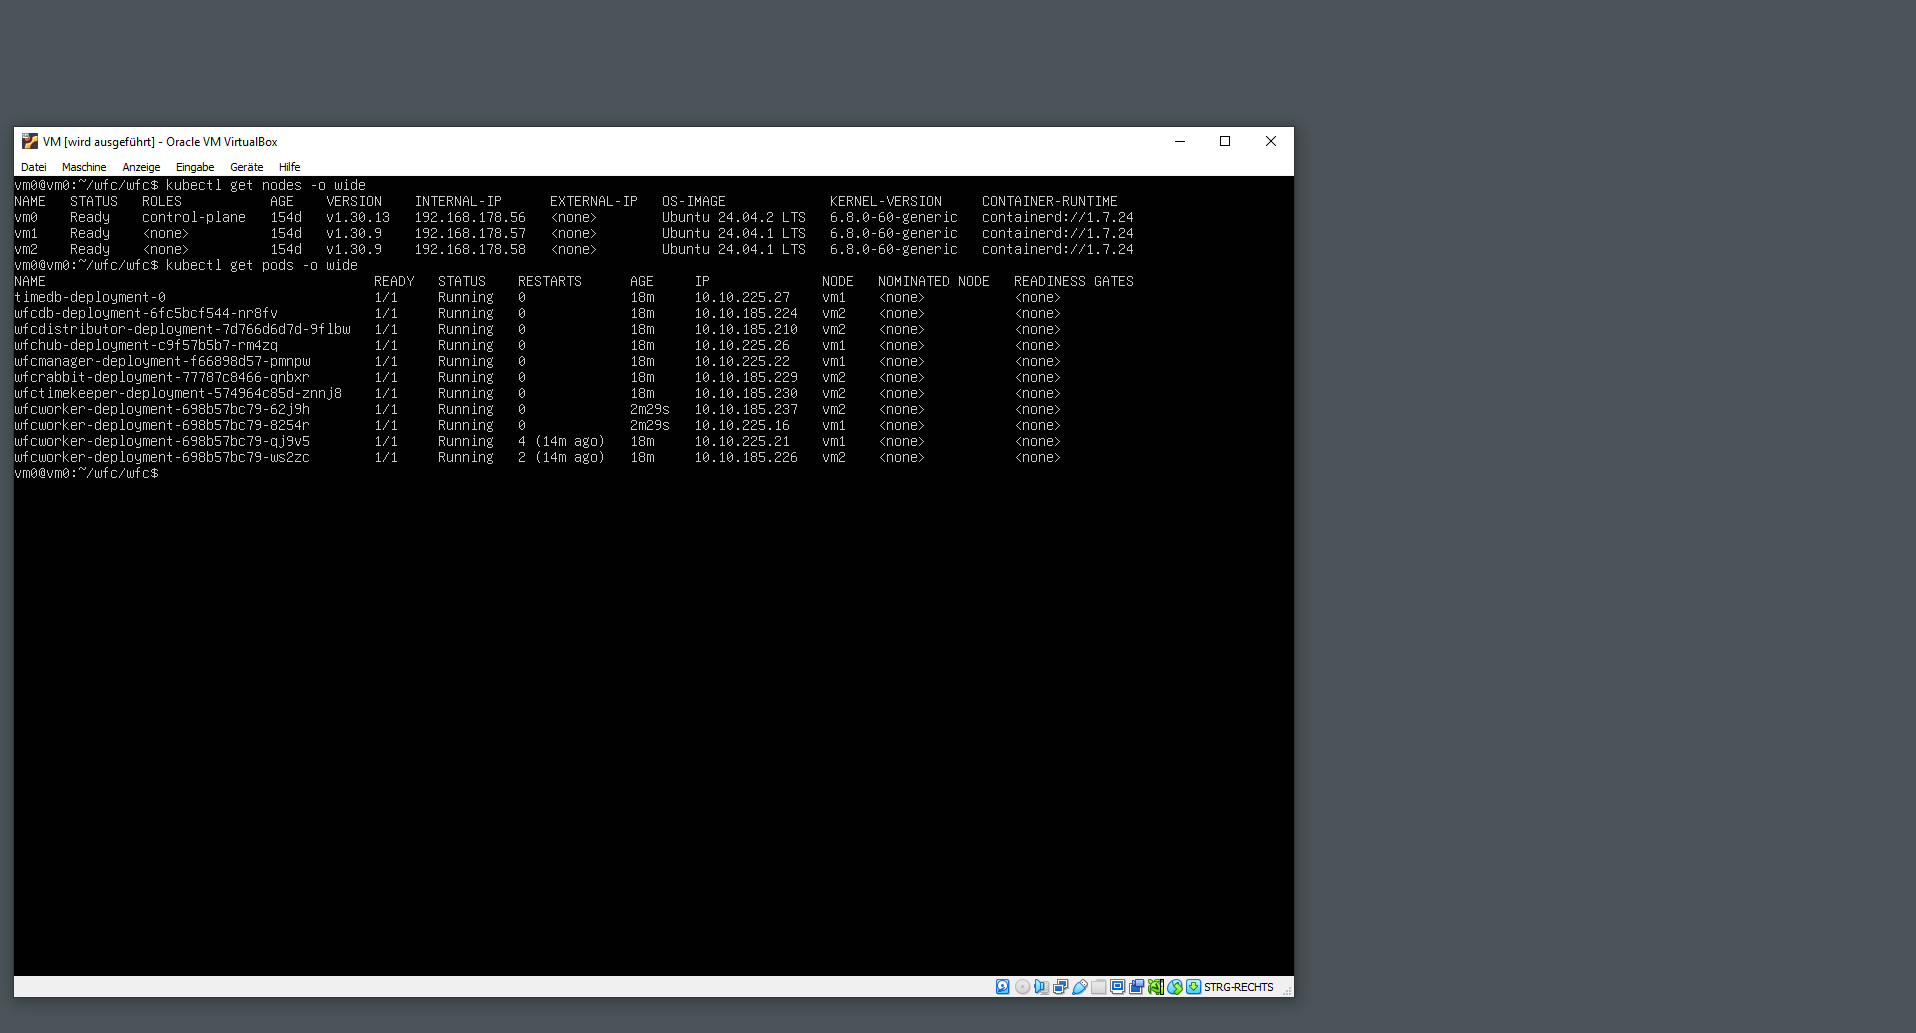 VM [wird ausgeführt] - Oracle VM VirtualBox
Datei Maschine Anzeige Eingabe Geräte Hilfe
vm0@vm0:~/wfc/wfc$ kubectl get nodes -o wide
NAME STATUS ROLES AGE VERSION INTERNAL-IP EXTERNAL-IP OS-IMAGE KERNEL-VERSION CONTAINER-RUNTIME
vm0 Ready control-plane 154d v1.30.13 192.168.178.56 <none> Ubuntu 24.04.2 LTS 6.8.0-60-generic containerd://1.7.24
vm1 Ready <none> 154d v1.30.9 192.168.178.57 <none> Ubuntu 24.04.1 LTS 6.8.0-60-generic containerd://1.7.24
vm2 Ready <none> 154d v1.30.9 192.168.178.58 <none> Ubuntu 24.04.1 LTS 6.8.0-60-generic containerd://1.7.24
vm0@vm0:~/wfc/wfc$ kubectl get pods -o wide
NAME READY STATUS RESTARTS AGE IP NODE NOMINATED NODE READINESS GATES
timedb-deployment-0 1/1 Running 0 18m 10.10.225.27 vm1 <none> <none>
wfcdb-deployment-6fc5bcf544-nr8fv 1/1 Running 0 18m 10.10.185.224 vm2 <none> <none>
wfcdistributor-deployment-7d766d6d7d-9flbw 1/1 Running 0 18m 10.10.185.210 vm2 <none> <none>
wfchub-deployment-c9f57b5b7-rm4zq 1/1 Running 0 18m 10.10.225.26 vm1 <none> <none>
wfcmanager-deployment-f66898d57-pmnpw 1/1 Running 0 18m 10.10.225.22 vm1 <none> <none>
wfcrabbit-deployment-77787c8466-qnbxr 1/1 Running 0 18m 10.10.185.229 vm2 <none> <none>
wfctimekeeper-deployment-574964c85d-znnj8 1/1 Running 0 18m 10.10.185.230 vm2 <none> <none>
wfcworker-deployment-698b57bc79-62j9h 1/1 Running 0 2m29s 10.10.185.237 vm2 <none> <none>
wfcworker-deployment-698b57bc79-8254r 1/1 Running 0 2m29s 10.10.225.16 vm1 <none> <none>
wfcworker-deployment-698b57bc79-qj9v5 1/1 Running 4 (14m ago) 18m 10.10.225.21 vm1 <none> <none>
wfcworker-deployment-698b57bc79-ws2zc 1/1 Running 2 (14m ago) 18m 10.10.185.226 vm2 <none> <none>
vm0@vm0:~/wfc/wfc$
STRG-RECHTS